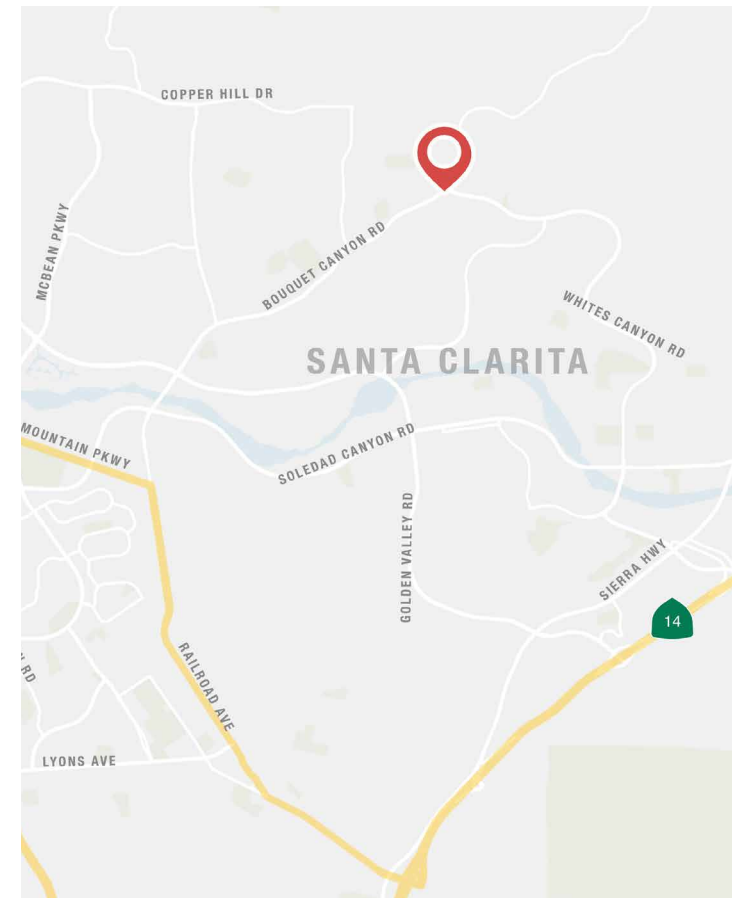 COPPER HILL DR
MCBEAN PKWY
BOUQUET CANYON RD
WHITES CANYON RD
SANTA CLARITA
MOUNTAIN PKWY
SOLEDAD CANYON RD
GOLDEN VALLEY RD
SIERRA HWY
14
RD
RAILROAD AVE
LYONS AVE